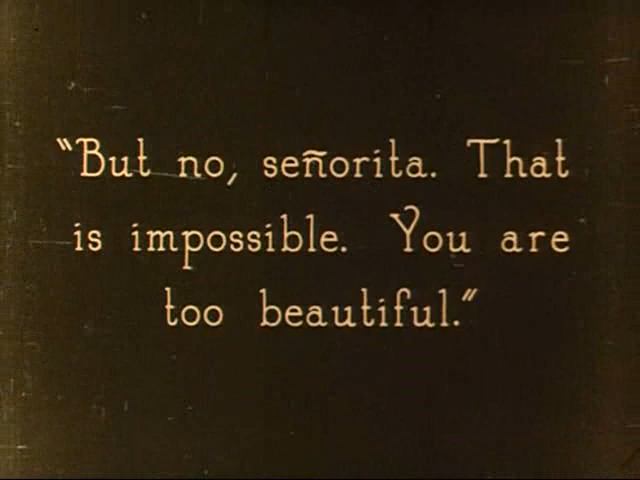 “But no, señorita. That
is impossible. You are
too beautiful.”